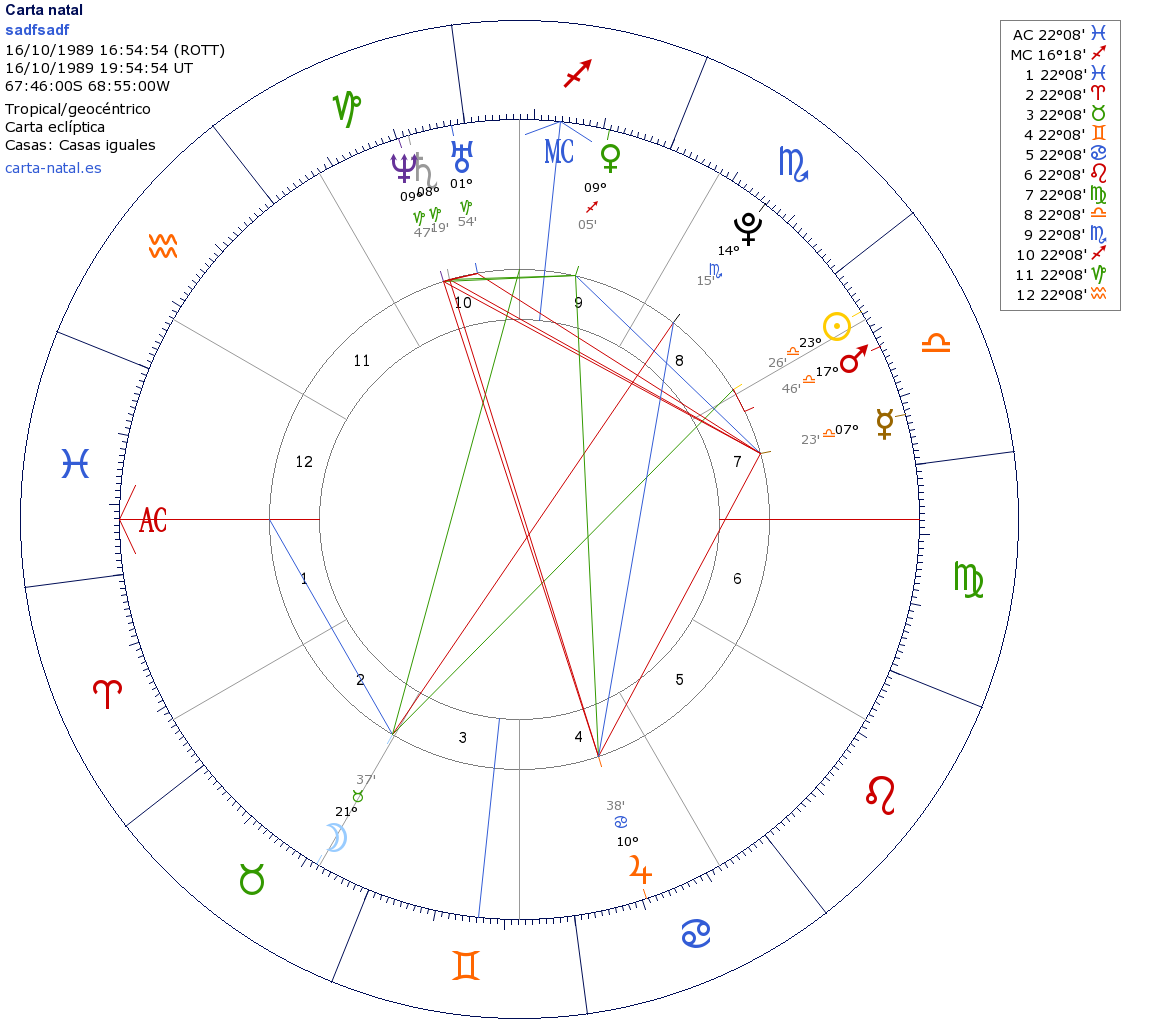 Carta natal
sadfsadf
16/10/1989 16:54:54 (ROTT)
16/10/1989 19:54:54 UT
67:46:00S 68:55:00W
Tropical/geocéntrico
Carta eclíptica
Casas: Casas iguales
carta-natal.es
AC 22°08' ♓
MC 16°18' ♐
1 22°08' ♓
2 22°08' ♈
3 22°08' ♉
4 22°08' ♊
5 22°08' ♋
6 22°08' ♌
7 22°08' ♍
8 22°08' ♎
9 22°08' ♏
10 22°08' ♐
11 22°08' ♑
12 22°08' ♒
♐
♑
♏
♆ ♄ ♅ MC ♀
09° 08° 01° 09°
♑ ♑ ♑ ♐
47' 19' 54' 05'
♇
14°
♏
15'
♒
10 9
☉
23° ♎ 26'
♎
11 8
♂
17° ♎ 46'
☿
07° ♎ 23'
♓
12 7
AC
1 6
♍
♈
2 5
3 4
37'
♉
21°
☽
38'
♋
10°
♃
♌
♉
♋
♊